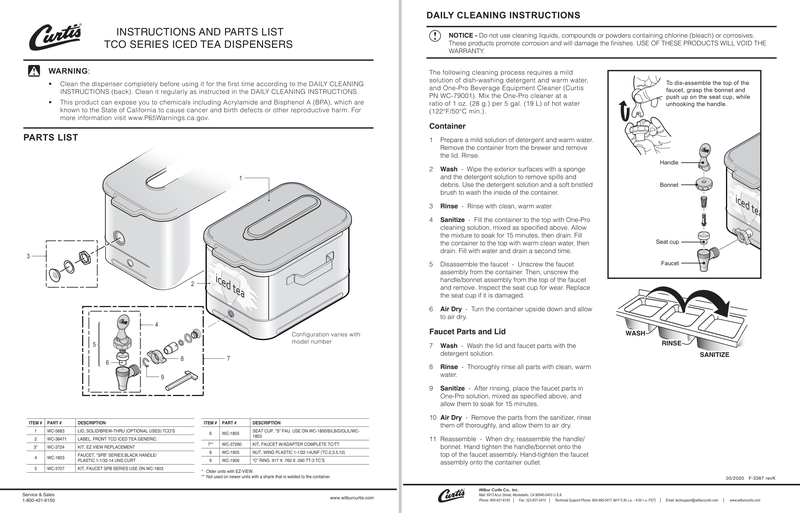 Curtis
INSTRUCTIONS AND PARTS LIST
TCO SERIES ICED TEA DISPENSERS
WARNING:
• Clean the dispenser completely before using it for the first time according to the DAILY CLEANING
INSTRUCTIONS (back). Clean it regularly as instructed in the DAILY CLEANING INSTRUCTIONS.
• This product can expose you to chemicals including Acrylamide and Bisphenol A (BPA), which are
known to the State of California to cause cancer and birth defects or other reproductive harm. For
more information visit www.P65Warnings.ca.gov.
PARTS LIST
1
3
2
iced tea
4
5
6
8
7
9
Configuration varies with
model number
ITEM # PART # DESCRIPTION
1 WC-5683 LID, SOLID/BREW-THRU (OPTIONAL USES) TCO'S
2 WC-38471 LABEL, FRONT TCO ICED TEA GENERIC.
3* WC-3724 KIT, EZ VIEW REPLACEMENT
4 WC-1803 FAUCET, "SPB" SERIES,BLACK HANDLE/
PLASTIC 1-1/32-14 UNS CURT
5 WC-3707 KIT, FAUCET SPB SERIES USE ON WC-1803
ITEM # PART # DESCRIPTION
6 WC-1805 SEAT CUP, "S" FAU. USE ON WC-1800/BA/LBS/DLA/WC-
1803
7** WC-37260 KIT, FAUCET W/ADAPTER COMPLETE TC/TT
8 WC-1905 NUT, WING PLASTIC 1-1/32-14UNF (TC-2,3,5,10)
9 WC-1906 "C" RING .917 X .760 X .090 TT-3 TC'S
* Older units with EZ-VIEW.
** Not used on newer units with a shank that is welded to the container.
Service & Sales
1-800-421-6150
www.wilburcurtis.com
DAILY CLEANING INSTRUCTIONS
NOTICE - Do not use cleaning liquids, compounds or powders containing chlorine (bleach) or corrosives.
These products promote corrosion and will damage the finishes. USE OF THESE PRODUCTS WILL VOID THE
WARRANTY.
The following cleaning process requires a mild
solution of dish-washing detergent and warm water,
and One-Pro Beverage Equipment Cleaner (Curtis
PN WC-79001). Mix the One-Pro cleaner at a
ratio of 1 oz. (28 g.) per 5 gal. (19 L) of hot water
(122°F/50°C min.).
Container
1 Prepare a mild solution of detergent and warm water.
Remove the container from the brewer and remove
the lid. Rinse.
2 Wash - Wipe the exterior surfaces with a sponge
and the detergent solution to remove spills and
debris. Use the detergent solution and a soft bristled
brush to wash the inside of the container.
3 Rinse - Rinse with clean, warm water.
4 Sanitize - Fill the container to the top with One-Pro
cleaning solution, mixed as specified above. Allow
the mixture to soak for 15 minutes, then drain. Fill
the container to the top with warm clean water, then
drain. Fill with water and drain a second time.
5 Disassemble the faucet - Unscrew the faucet
assembly from the container. Then, unscrew the
handle/bonnet assembly from the top of the faucet
and remove. Inspect the seat cup for wear. Replace
the seat cup if it is damaged.
6 Air Dry - Turn the container upside down and allow
to air dry.
Faucet Parts and Lid
7 Wash - Wash the lid and faucet parts with the
detergent solution.
8 Rinse - Thoroughly rinse all parts with clean, warm
water.
9 Sanitize - After rinsing, place the faucet parts in
One-Pro solution, mixed as specified above, and
allow them to soak for 15 minutes.
10 Air Dry - Remove the parts from the sanitizer, rinse
them off thoroughly, and allow them to air dry.
11 Reassemble - When dry, reassemble the handle/
bonnet. Hand tighten the handle/bonnet onto the
top of the faucet assembly. Hand-tighten the faucet
assembly onto the container outlet.
To dis-assemble the top of the
faucet, grasp the bonnet and
push up on the seat cup, while
unhooking the handle.
Handle
Bonnet
Seat cup
Faucet
iced tea
WASH
RINSE
SANITIZE
05/2020 F-3387 revK
Curtis
Wilbur Curtis Co., Inc.